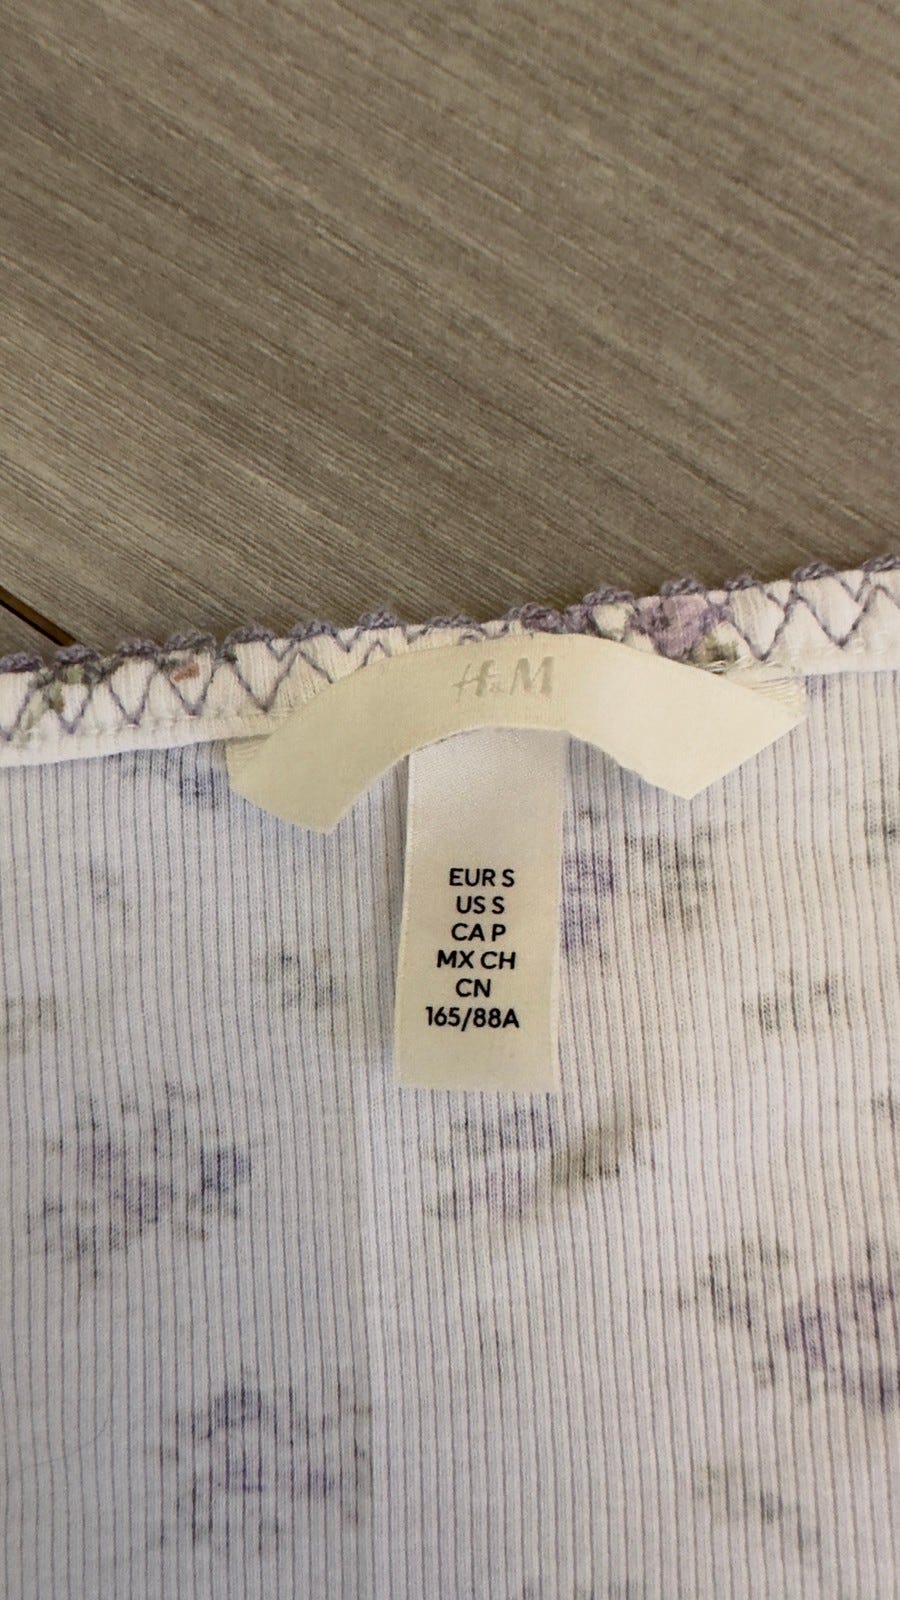 H&M
EUR S
US S
CA P
MX CH
CN
165/88A